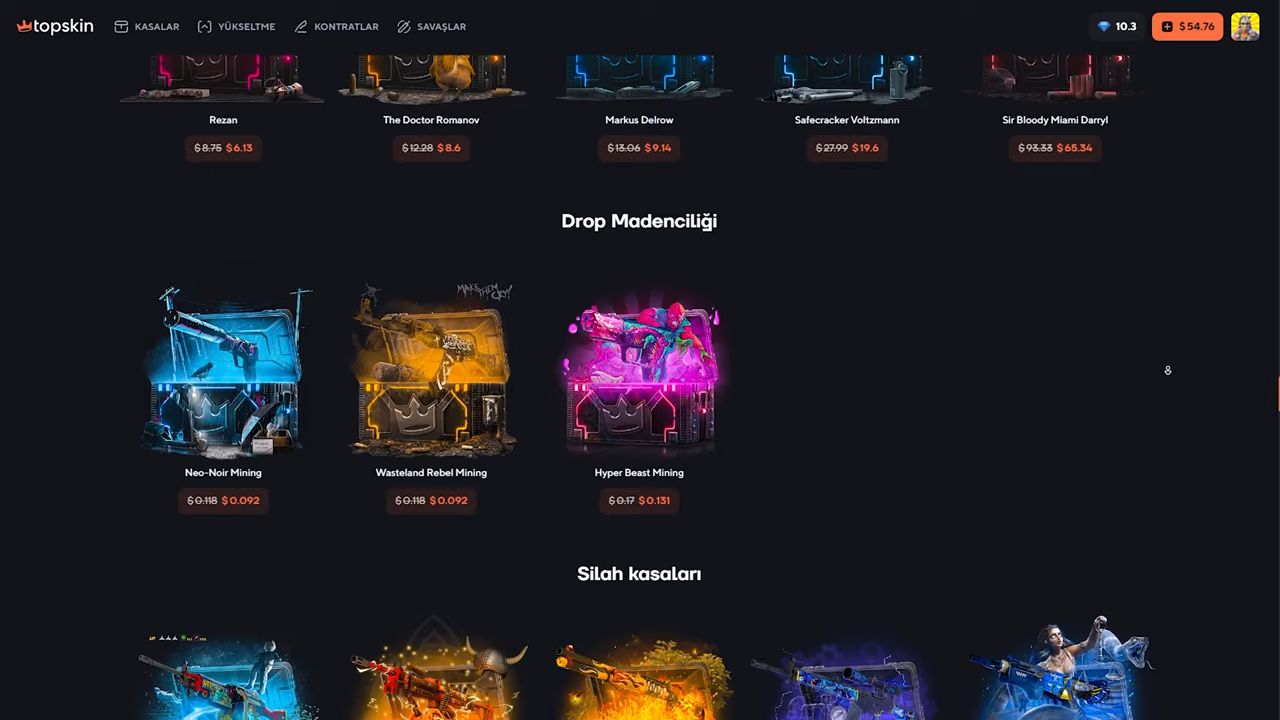 topskin KASALAR YÜKSELTME KONTRATLAR SAVAŞLAR 10.3 $ 54.76
Rezan The Doctor Romanov Markus Delrow Safecracker Voltzmann Sir Bloody Miami Darryl
$ 8.75 $ 6.13 $ 12.28 $ 8.6 $ 13.06 $ 9.14 $ 27.99 $ 19.6 $ 93.33 $ 65.34
Drop Madenciliği
MAKE THEM CRY!
Neo-Noir Mining Wasteland Rebel Mining Hyper Beast Mining
$ 0.118 $ 0.092 $ 0.118 $ 0.092 $ 0.17 $ 0.131
Silah kasaları